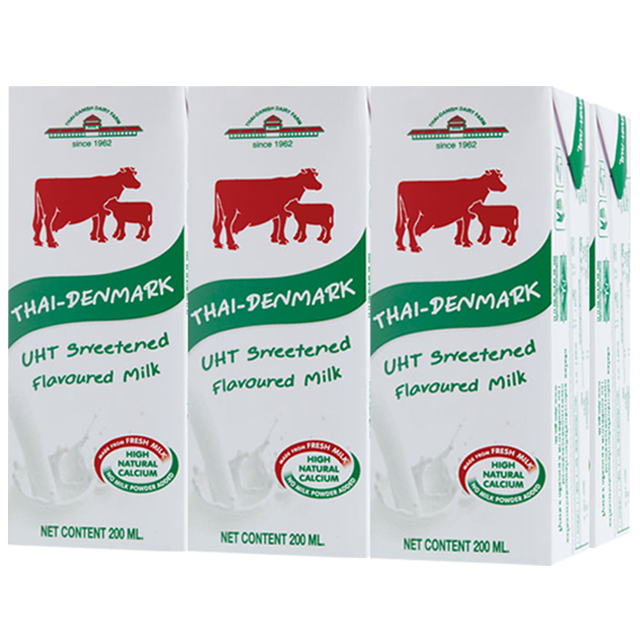 THAI-DANISH DAIRY FARM
since 1962
THAI-DENMARK
UHT Sweetened
Flavoured Milk
MADE FROM FRESH MILK
HIGH
NATURAL
CALCIUM
NO MILK POWDER ADDED
NET CONTENT 200 ML.
THAI-DANISH DAIRY FARM
since 1962
THAI-DENMARK
UHT Sweetened
Flavoured Milk
MADE FROM FRESH MILK
HIGH
NATURAL
CALCIUM
NO MILK POWDER ADDED
NET CONTENT 200 ML.
THAI-DANISH DAIRY FARM
since 1962
THAI-DENMARK
UHT Sweetened
Flavoured Milk
MADE FROM FRESH MILK
HIGH
NATURAL
CALCIUM
NO MILK POWDER ADDED
NET CONTENT 200 ML.